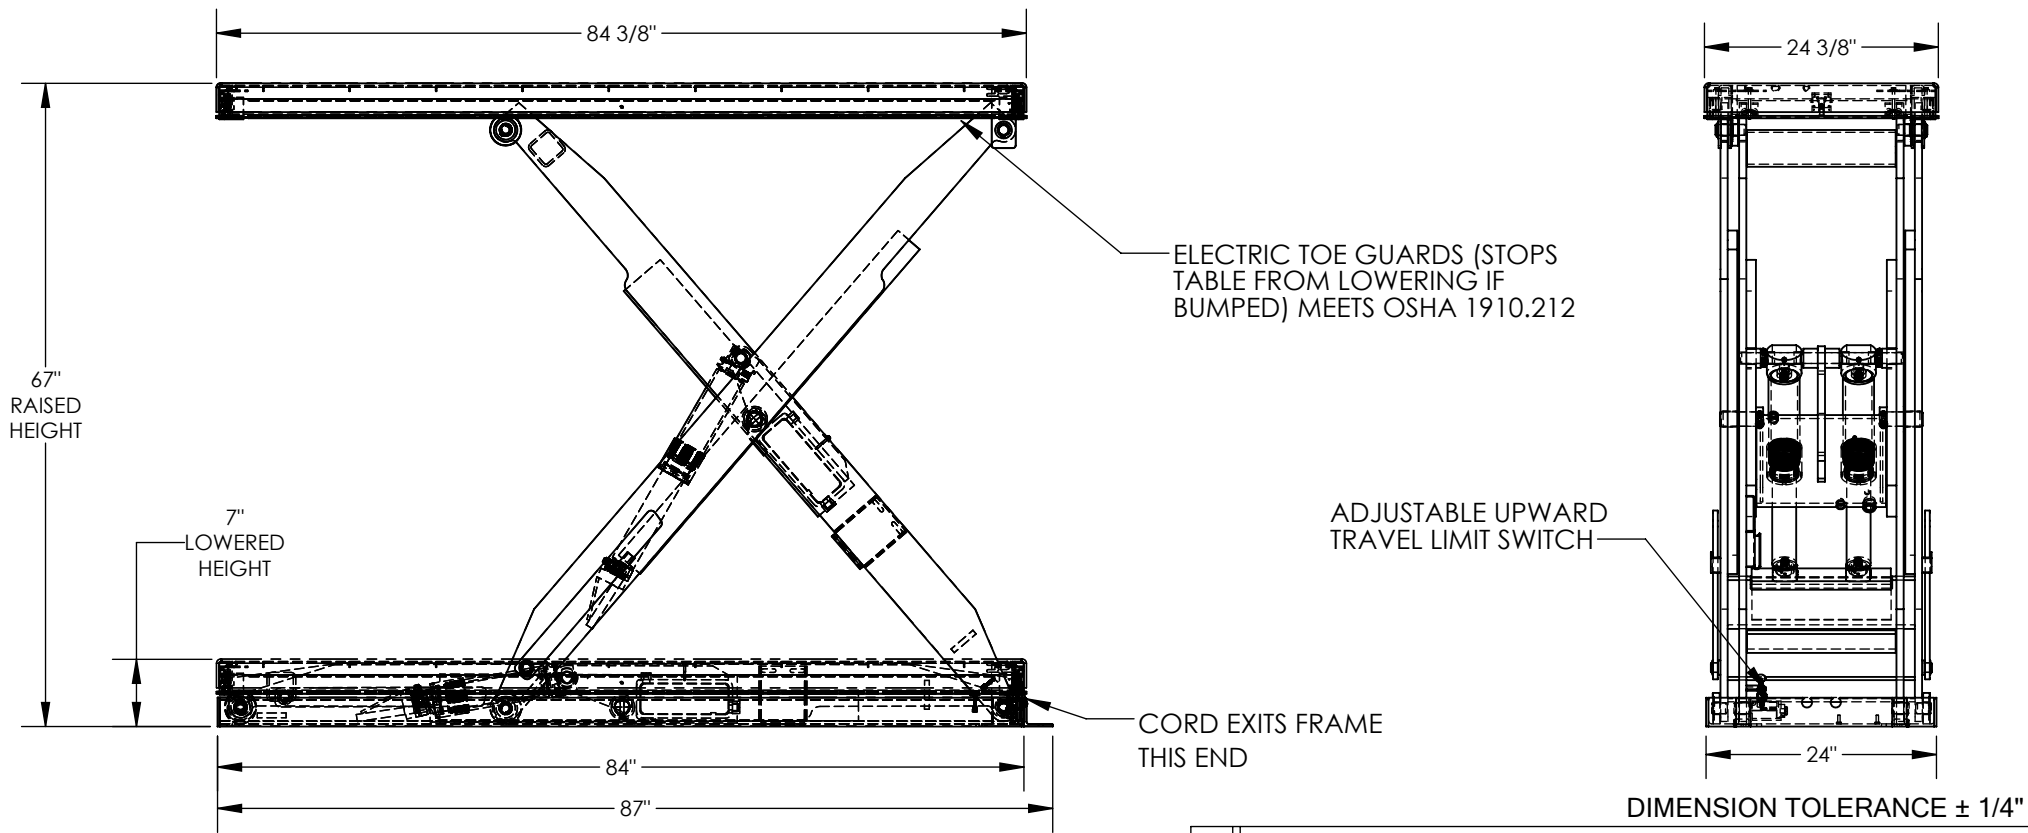 84 3/8"
24 3/8"
67"
RAISED
HEIGHT
ELECTRIC TOE GUARDS (STOPS
TABLE FROM LOWERING IF
BUMPED) MEETS OSHA 1910.212
7"
LOWERED
HEIGHT
ADJUSTABLE UPWARD
TRAVEL LIMIT SWITCH
CORD EXITS FRAME
THIS END
84"
24"
87"
DIMENSION TOLERANCE ± 1/4"